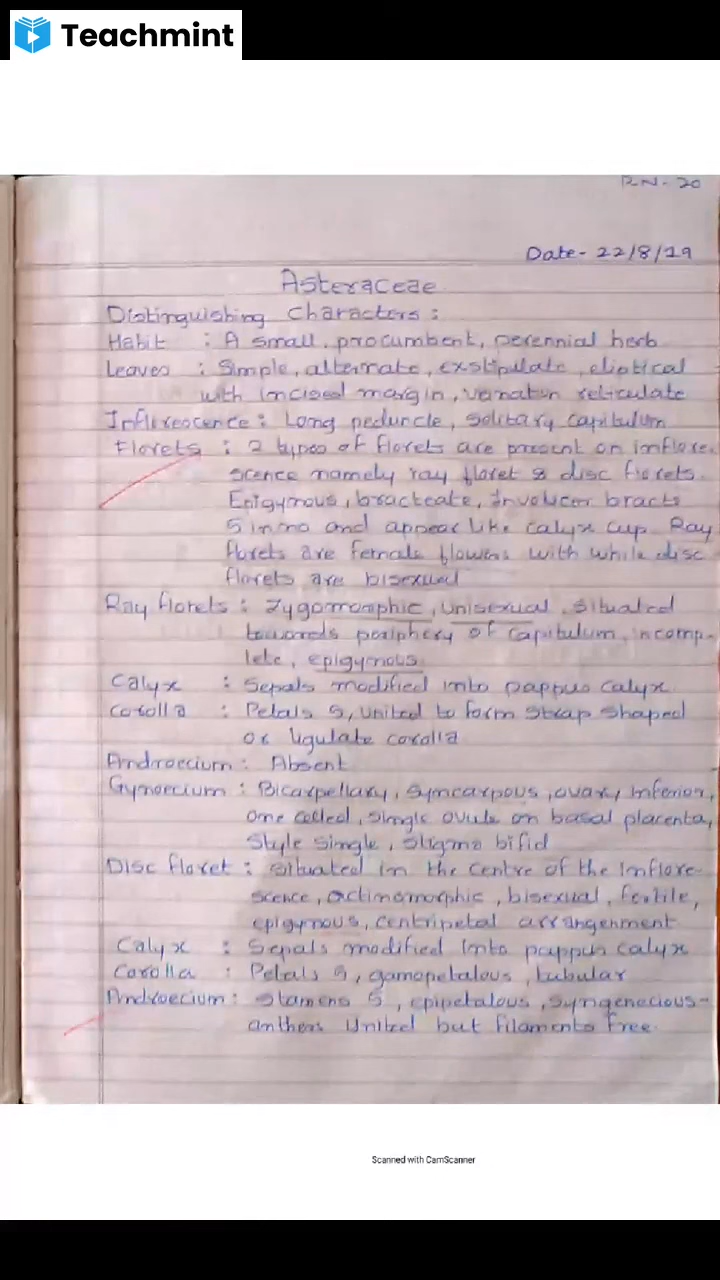 Teachmint
RN- 20
Date- 22/8/19
Asteraceae
Distinguishing Characters:
Habit : A small, procumbent, perennial herb
Leaves : Simple, alternate, exstipulate, eliptical
with incised margin, venation reticulate
Inflorescence: Long peduncle, solitary capitulum
Florets : 2 types of florets are present on inflore-
scence namely ray floret & disc florets.
Epigymous, bracteate, Involucer bracts
5 in no and appear like calyx cup. Ray
florets are female flowers with while disc
florets are bisexual
Ray florets : Zygomorphic, unisexual, situated
towards periphery of capitulum, incomp-
lete, epigymous.
Calyx : Sepals modified into pappus calyx
Corolla : Petals 5, united to form strap shaped
or ligulate corolla
Androecium: Absent
Gynoecium : Bicarpellary, syncarpous, ovary inferior,
one celled, single ovule on basal placenta,
Style single, stigma bifid
Disc floret : situated in the centre of the Inflore-
scence, actinomorphic, bisexual, fertile,
epigymous, centripetal arrangenment
Calyx : Sepals modified into pappus calyx
Corolla : Petals 5, gamopetalous, tubular
Androecium: Stamens 5, epipetalous, syngenecious-
anthers United but filaments free.
Scanned with CamScanner